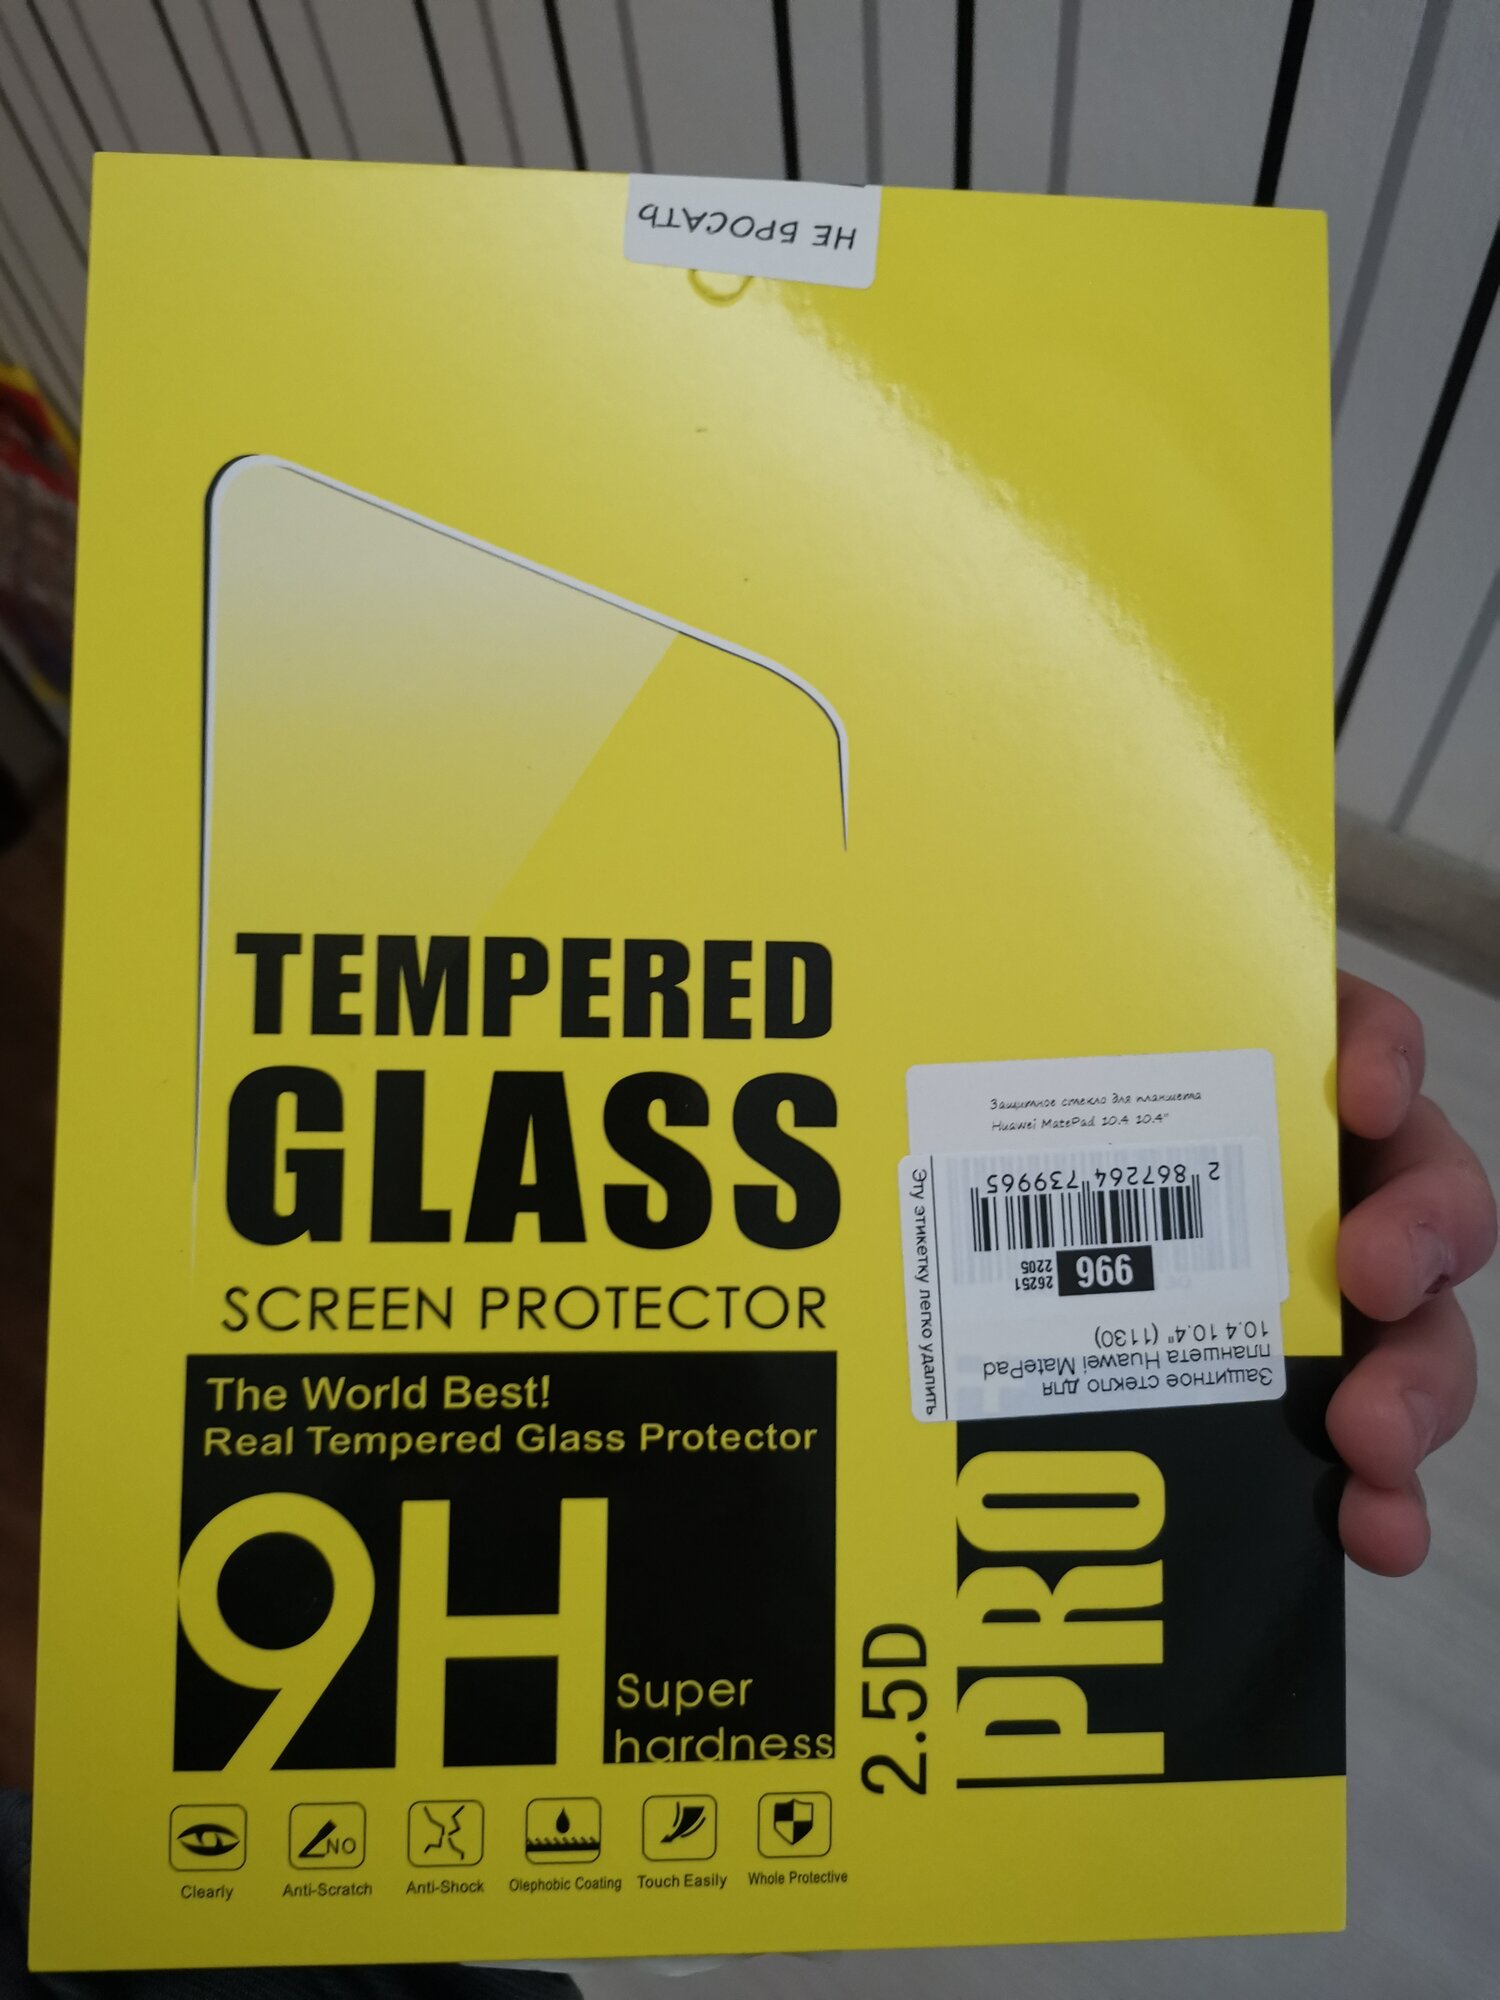 НЕ БРОСАТЬ
TEMPERED
GLASS
SCREEN PROTECTOR
The World Best!
Real Tempered Glass Protector
9H
Super
hardness
2.5D
PRO
Защитное стекло для планшета
Huawei MatePad 10.4 10.4"
Защитное стекло для
планшета Huawei MatePad
10.4 10.4" (1130)
996
26251
2205
2 867264 739965
Эту этикетку легко удалить
NO
Clearly
Anti-Scratch
Anti-Shock
Olephobic Coating
Touch Easily
Whole Protective